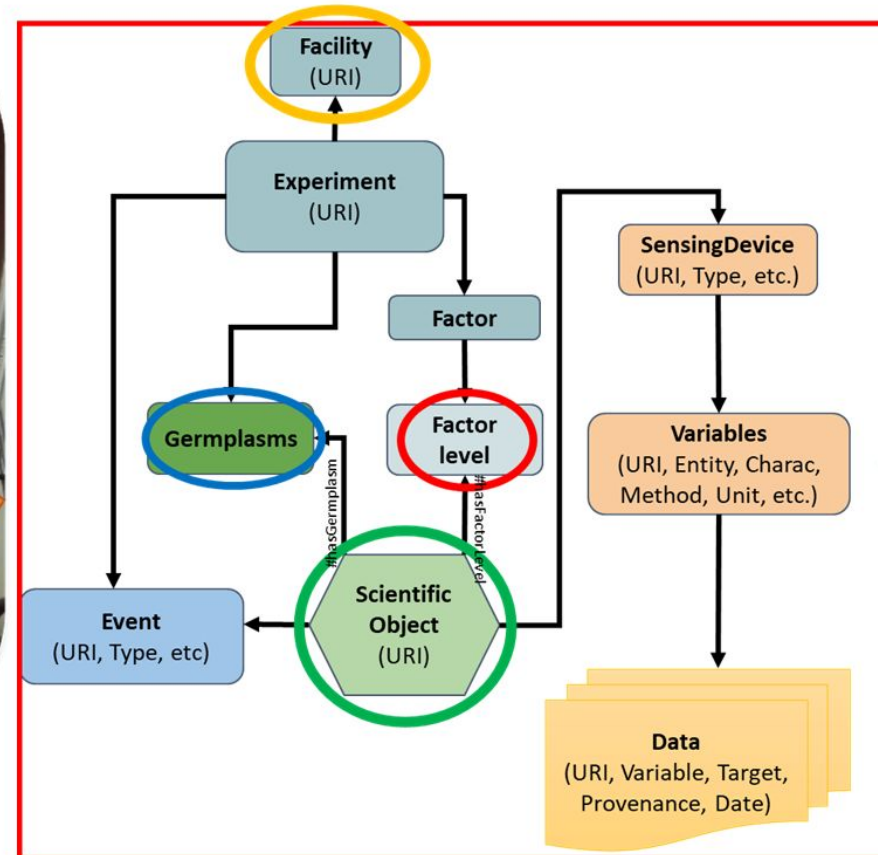 Facility
(URI)
Experiment
(URI)
SensingDevice
(URI, Type, etc.)
Factor
Germplasms
Factor
level
Variables
(URI, Entity, Charac,
Method, Unit, etc.)
#hasGermplasm
#hasFactorLevel
Scientific
Object
(URI)
Event
(URI, Type, etc)
Data
(URI, Variable, Target,
Provenance, Date)